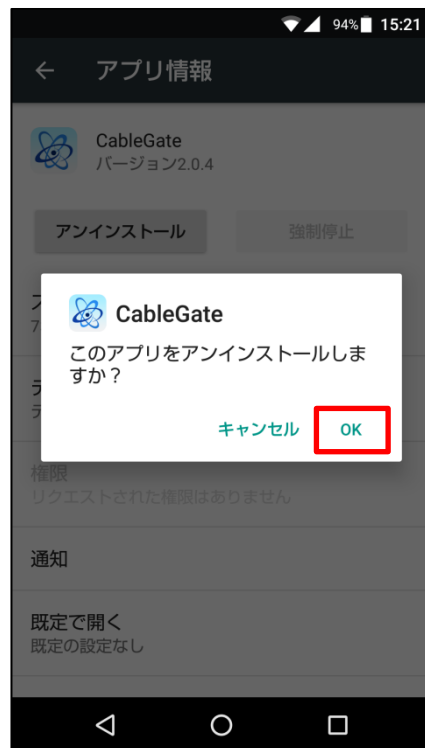 94% 15:21
アプリ情報
CableGate
バージョン2.0.4
アンインストール 強制停止
CableGate
このアプリをアンインストールしま
すか？
キャンセル OK
権限
リクエストされた権限はありません
通知
既定で開く
既定の設定なし